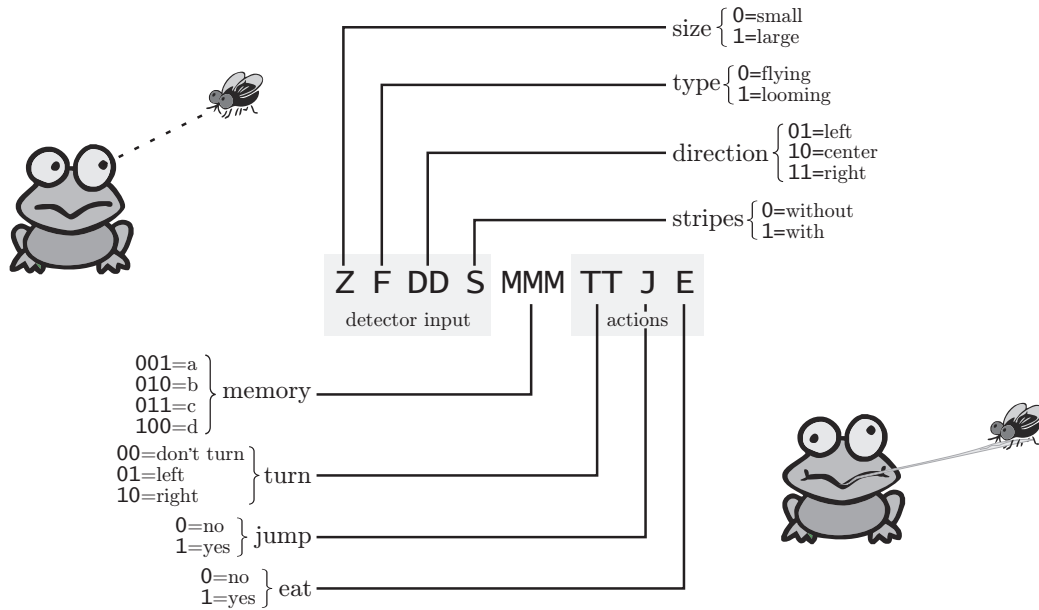 size 0=small
1=large
type 0=flying
1=looming
direction 01=left
10=center
11=right
stripes 0=without
1=with
Z F DD S MMM TT J E
detector input actions
001=a
010=b
011=c
100=d
memory
00=don't turn
01=left
10=right
turn
0=no
1=yes
jump
0=no
1=yes
eat